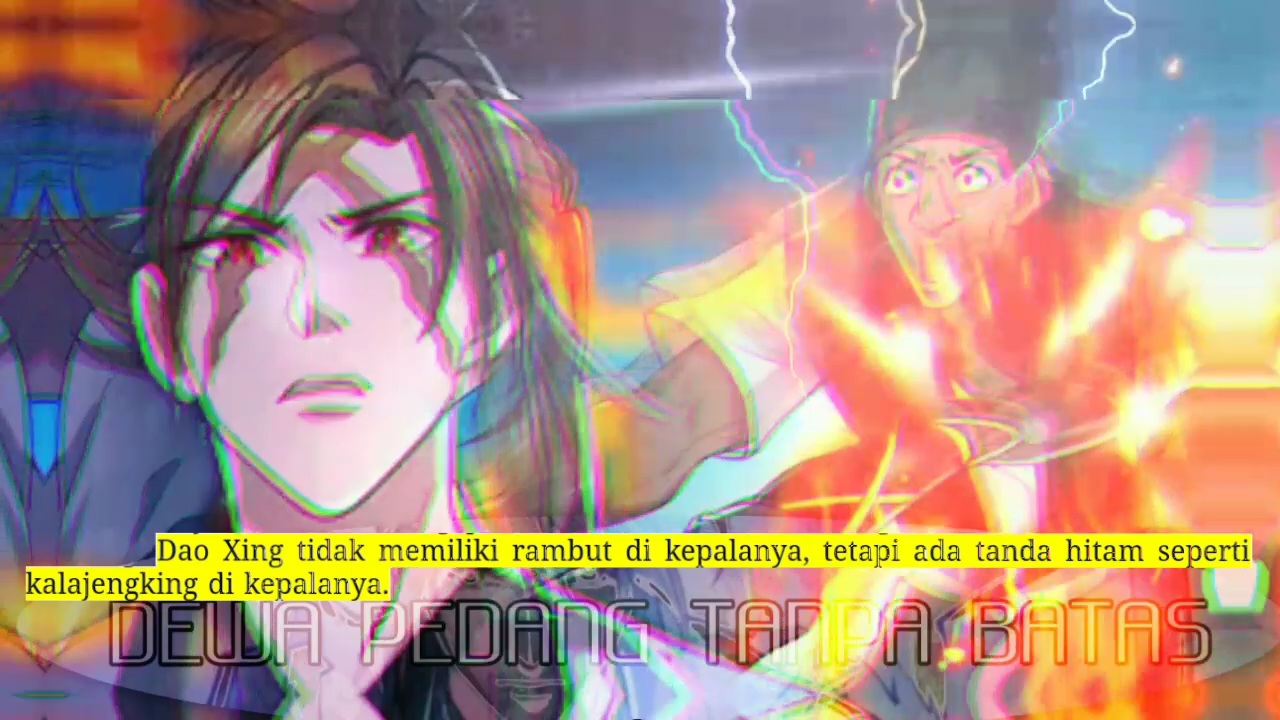 Dao Xing tidak memiliki rambut di kepalanya, tetapi ada tanda hitam seperti
kalajengking di kepalanya.
DEWA PEDANG TANPA BATAS